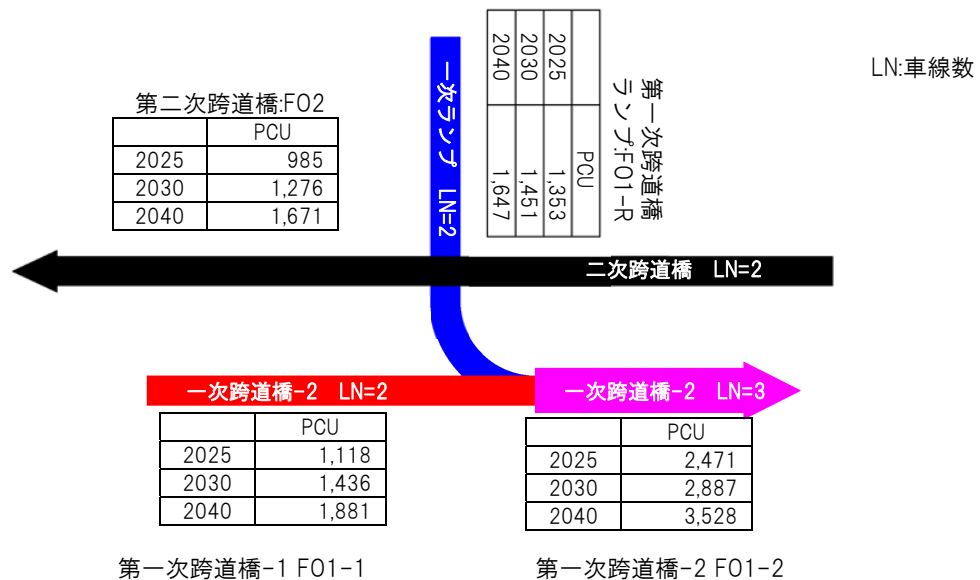 LN:車線数
第二次跨道橋:FO2
PCU
2025 985
2030 1,276
2040 1,671
一次ランプ LN=2
第一次跨道橋
ランプ:FO1-R
PCU
2025 1,353
2030 1,451
2040 1,647
二次跨道橋 LN=2
一次跨道橋-2 LN=2
一次跨道橋-2 LN=3
PCU
2025 1,118
2030 1,436
2040 1,881
PCU
2025 2,471
2030 2,887
2040 3,528
第一次跨道橋-1 FO1-1
第一次跨道橋-2 FO1-2